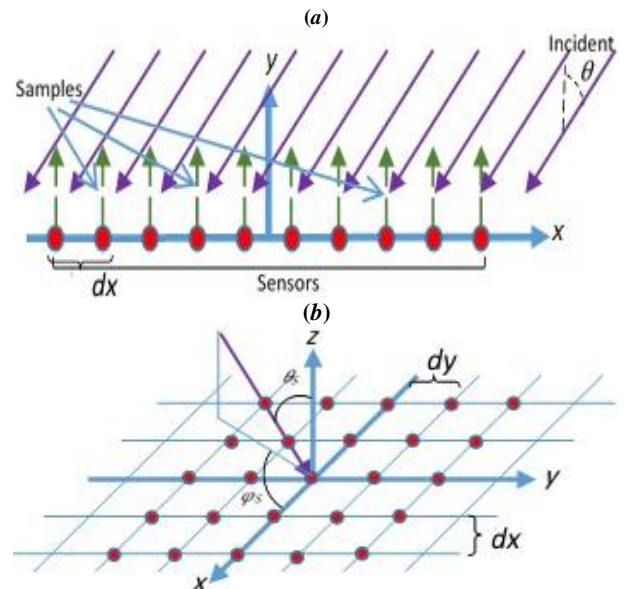 (a)
Incident
y
θ
Samples
x
dx
Sensors
(b)
z
dy
θs
φs
y
dx
x